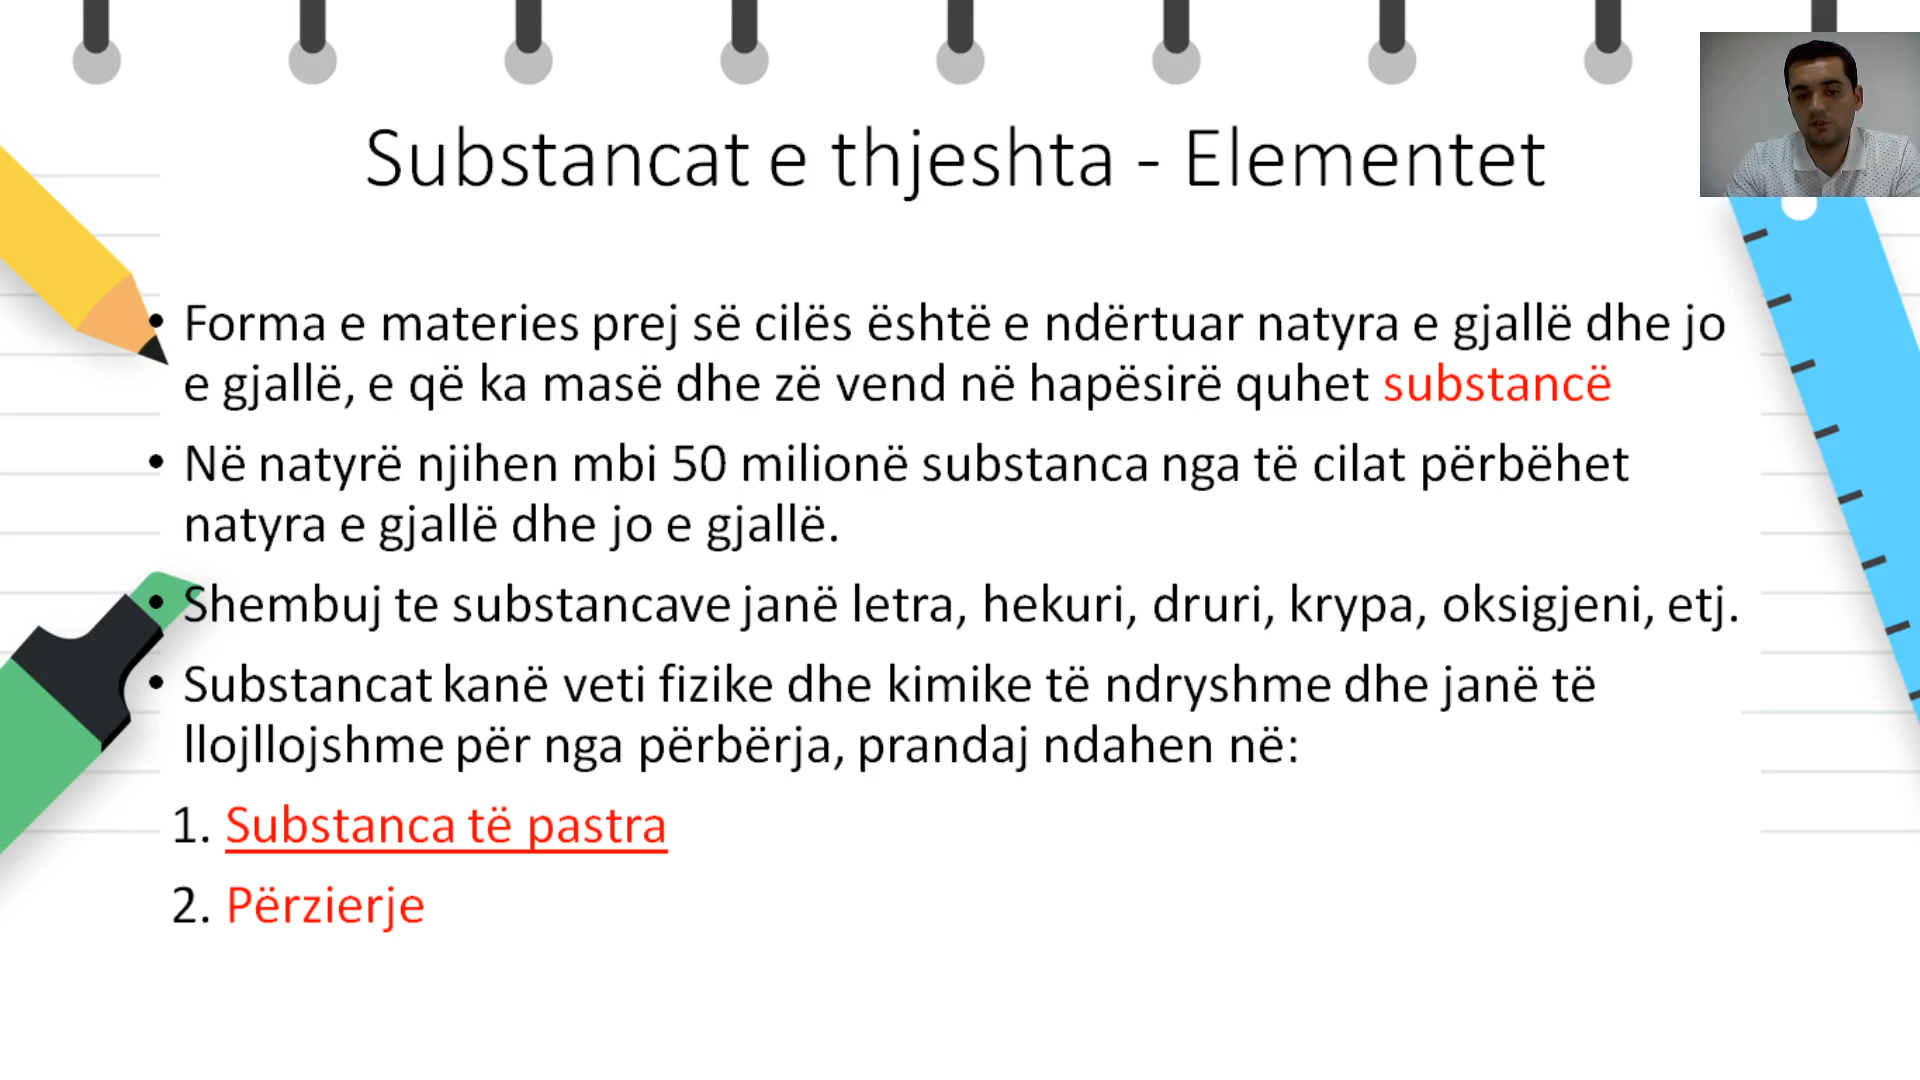 Substancat e thjeshta - Elementet
• Forma e materies prej së cilës është e ndërtuar natyra e gjallë dhe jo
e gjallë, e që ka masë dhe zë vend në hapësirë quhet substancë
• Në natyrë njihen mbi 50 milionë substanca nga të cilat përbëhet
natyra e gjallë dhe jo e gjallë.
• Shembuj te substancave janë letra, hekuri, druri, krypa, oksigjeni, etj.
• Substancat kanë veti fizike dhe kimike të ndryshme dhe janë të
llojllojshme për nga përbërja, prandaj ndahen në:
1. Substanca të pastra
2. Përzierje